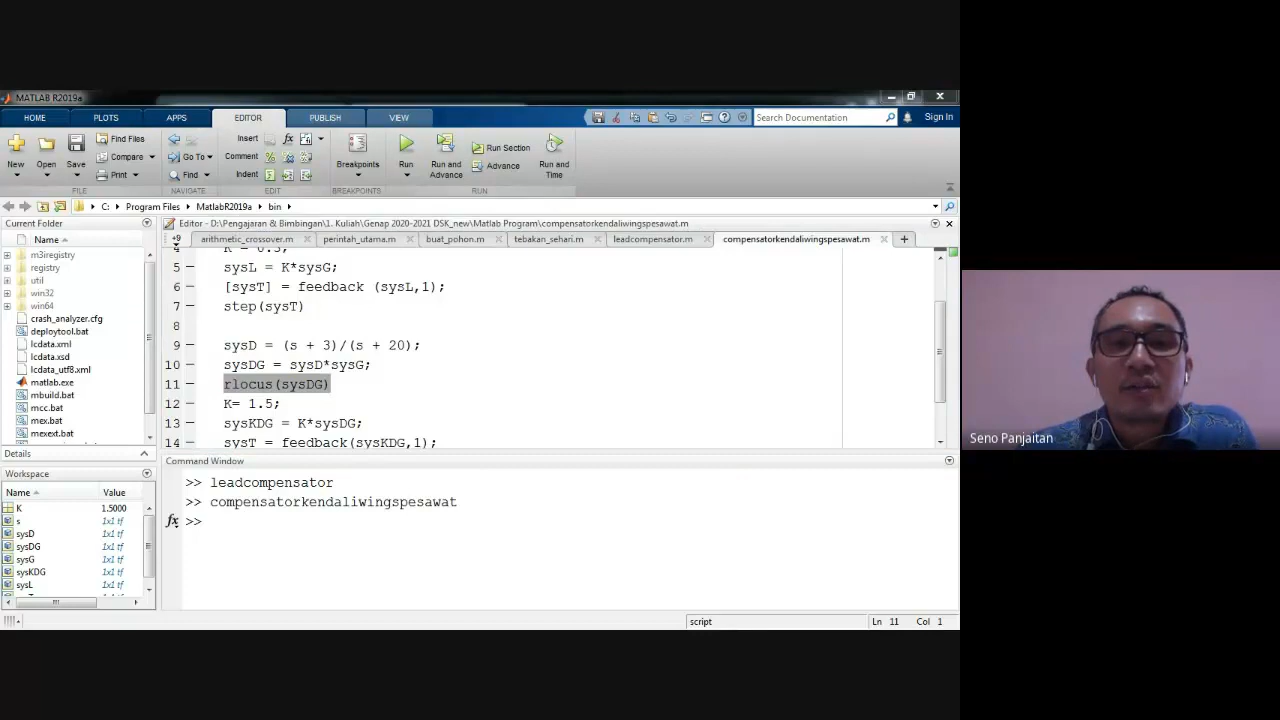 MATLAB R2019a
HOME PLOTS APPS EDITOR PUBLISH VIEW Search Documentation Sign In
New Open Save Find Files Compare Print Go To Find Insert Comment Indent Breakpoints Run Run and Advance Run Section Advance Run and Time
FILE NAVIGATE EDIT BREAKPOINTS RUN
C: Program Files MatlabR2019a bin
Current Folder
Name
m3iregistry
registry
util
win32
win64
crash_analyzer.cfg
deploytool.bat
lcdata.xml
lcdata.xsd
lcdata_utf8.xml
matlab.exe
mbuild.bat
mcc.bat
mex.bat
mexext.bat
Details
Workspace
Name Value
K 1.5000
s 1x1 tf
sysD 1x1 tf
sysDG 1x1 tf
sysG 1x1 tf
sysKDG 1x1 tf
sysL 1x1 tf
Editor - D:\Pengajaran & Bimbingan\1. Kuliah\Genap 2020-2021 DSK_new\Matlab Program\compensatorkendaliwingspesawat.m
+9 arithmetic_crossover.m perintah_utama.m buat_pohon.m tebakan_sehari.m leadcompensator.m compensatorkendaliwingspesawat.m
4 K = 0.5;
5 sysL = K*sysG;
6 [sysT] = feedback (sysL,1);
7 step(sysT)
8
9 sysD = (s + 3)/(s + 20);
10 sysDG = sysD*sysG;
11 rlocus(sysDG)
12 K= 1.5;
13 sysKDG = K*sysDG;
14 sysT = feedback(sysKDG,1);
Command Window
>> leadcompensator
>> compensatorkendaliwingspesawat
fx >>
script Ln 11 Col 1
Seno Panjaitan